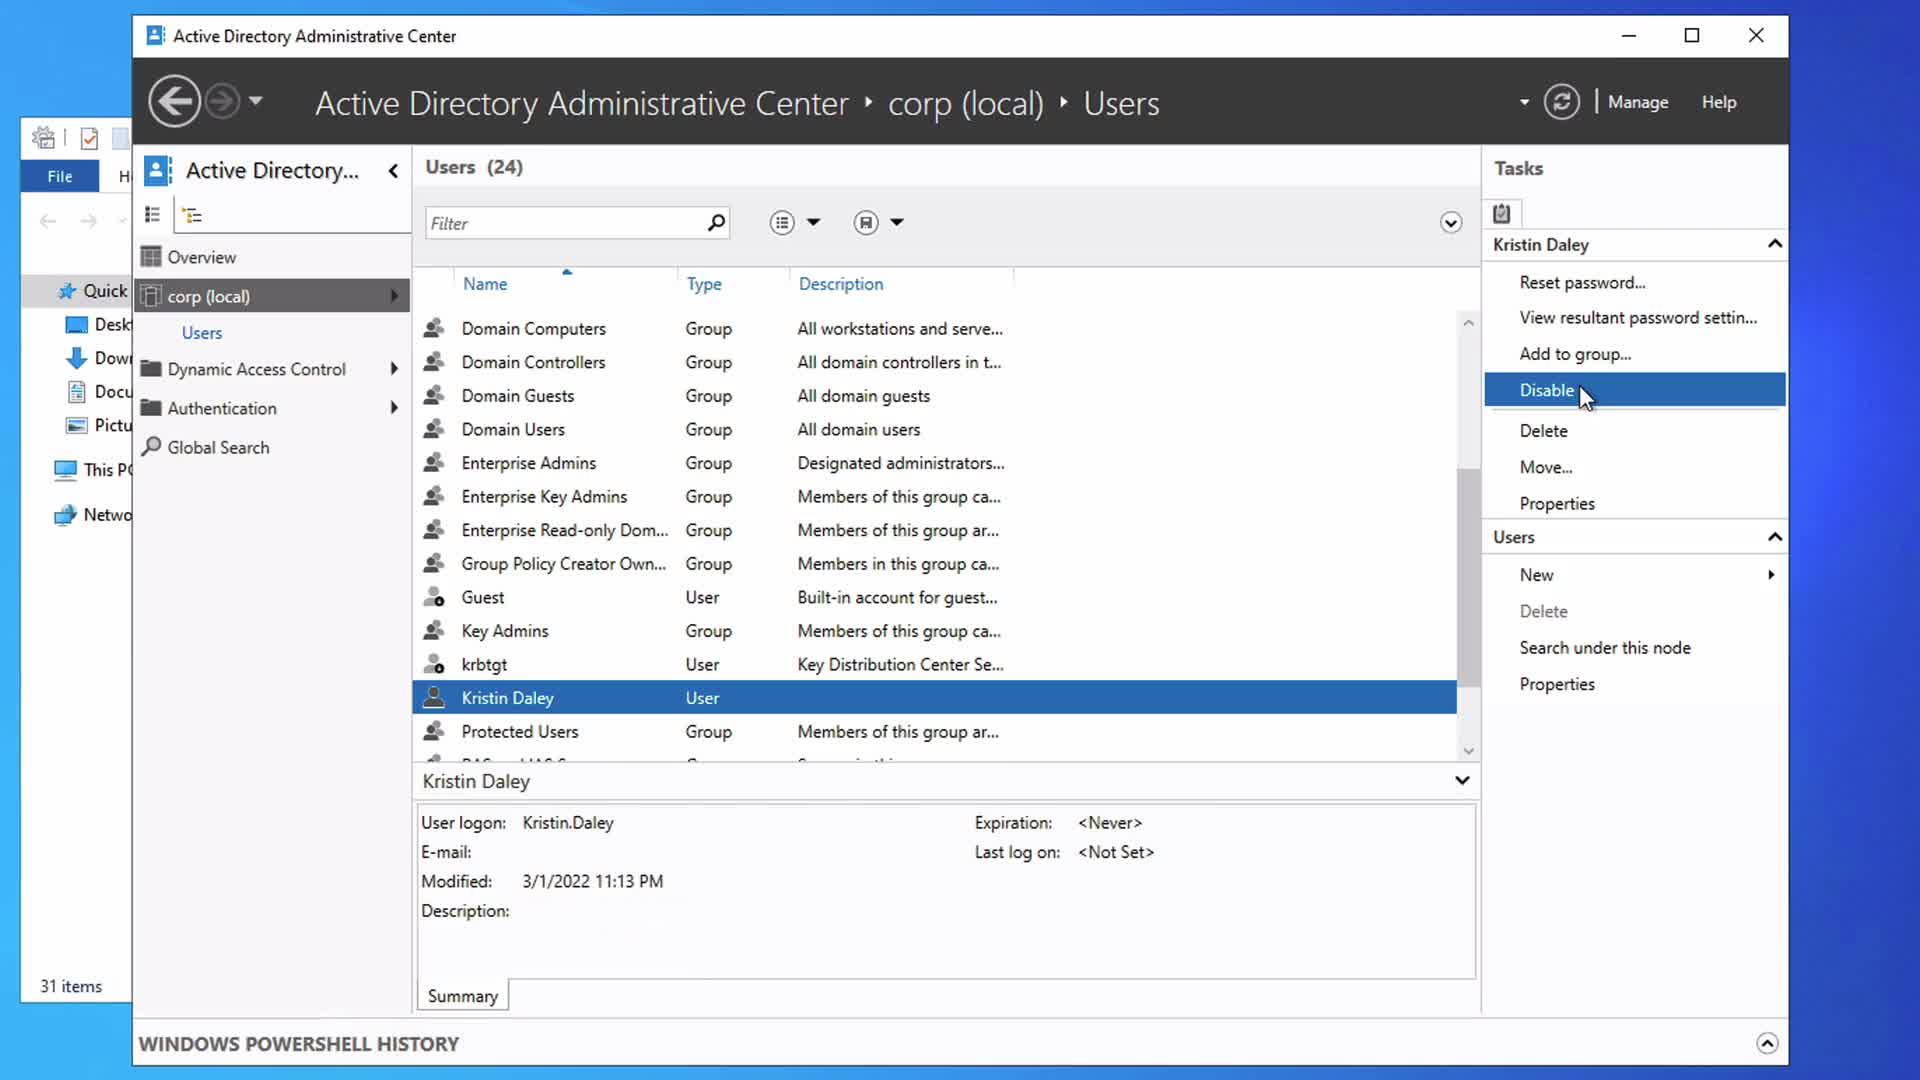 Active Directory Administrative Center
Active Directory Administrative Center corp (local) Users
Manage Help
File
Quick
This
31 items
Active Directory...
Overview
corp (local)
Users
Dynamic Access Control
Authentication
Global Search
Users (24)
Filter
Name Type Description
Domain Computers Group All workstations and serve...
Domain Controllers Group All domain controllers in t...
Domain Guests Group All domain guests
Domain Users Group All domain users
Enterprise Admins Group Designated administrators...
Enterprise Key Admins Group Members of this group ca...
Enterprise Read-only Dom... Group Members of this group ar...
Group Policy Creator Own... Group Members in this group ca...
Guest User Built-in account for guest...
Key Admins Group Members of this group ca...
krbtgt User Key Distribution Center Se...
Kristin Daley User
Protected Users Group Members of this group ar...
Kristin Daley
User logon: Kristin.Daley
E-mail:
Modified: 3/1/2022 11:13 PM
Description:
Expiration: <Never>
Last log on: <Not Set>
Summary
Tasks
Kristin Daley
Reset password...
View resultant password settin...
Add to group...
Disable
Delete
Move...
Properties
Users
New
Delete
Search under this node
Properties
WINDOWS POWERSHELL HISTORY